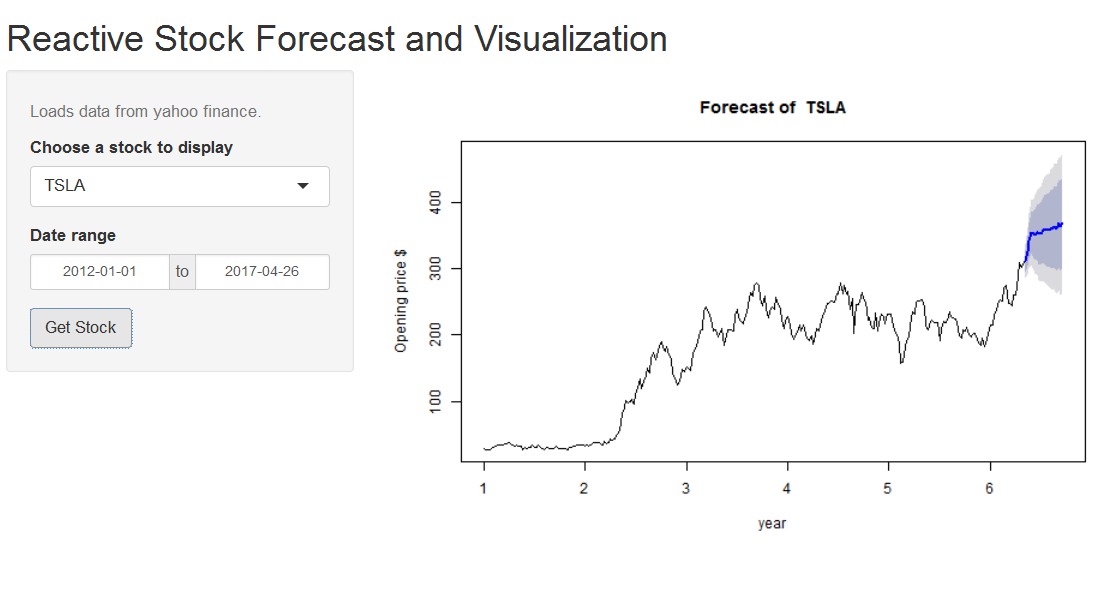 Reactive Stock Forecast and Visualization
Loads data from yahoo finance.
Choose a stock to display
TSLA
Date range
2012-01-01 to 2017-04-26
Get Stock
Forecast of TSLA
Opening price $
400
300
200
100
1 2 3 4 5 6
year